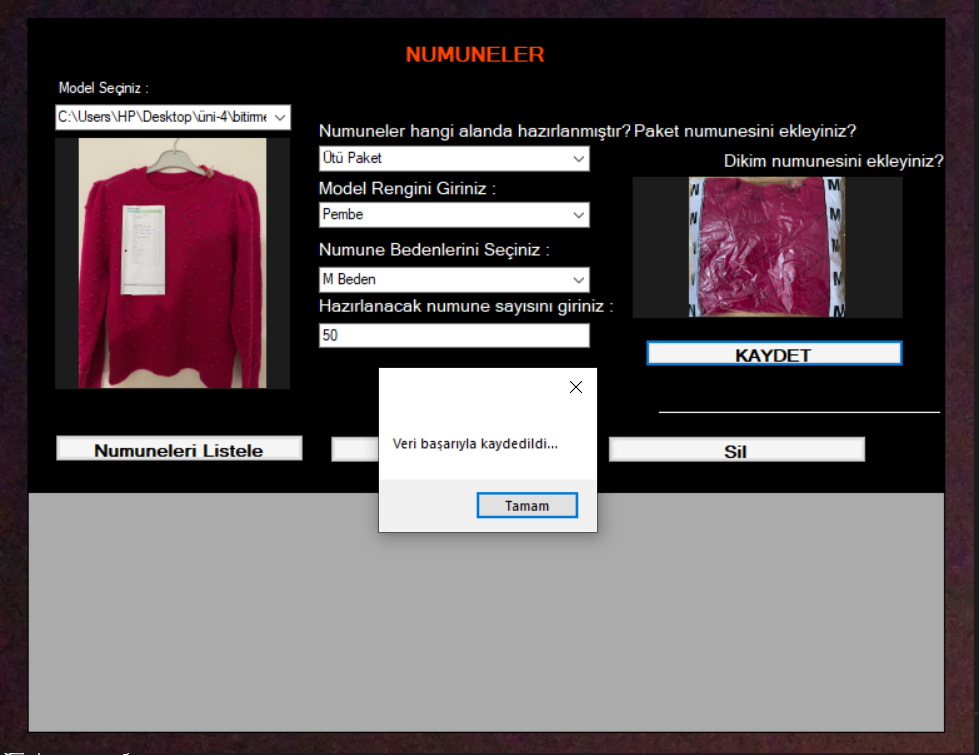 NUMUNELER
Model Seçiniz :
C:\Users\HP\Desktop\üni-4\bitirme
Numuneler hangi alanda hazırlanmıştır?
Paket numunesini ekleyiniz?
Ütü Paket
Dikim numunesini ekleyiniz?
Model Rengini Giriniz :
Pembe
Numune Bedenlerini Seçiniz :
M Beden
Hazırlanacak numune sayısını giriniz :
50
KAYDET
Veri başarıyla kaydedildi...
Tamam
Numuneleri Listele
Sil